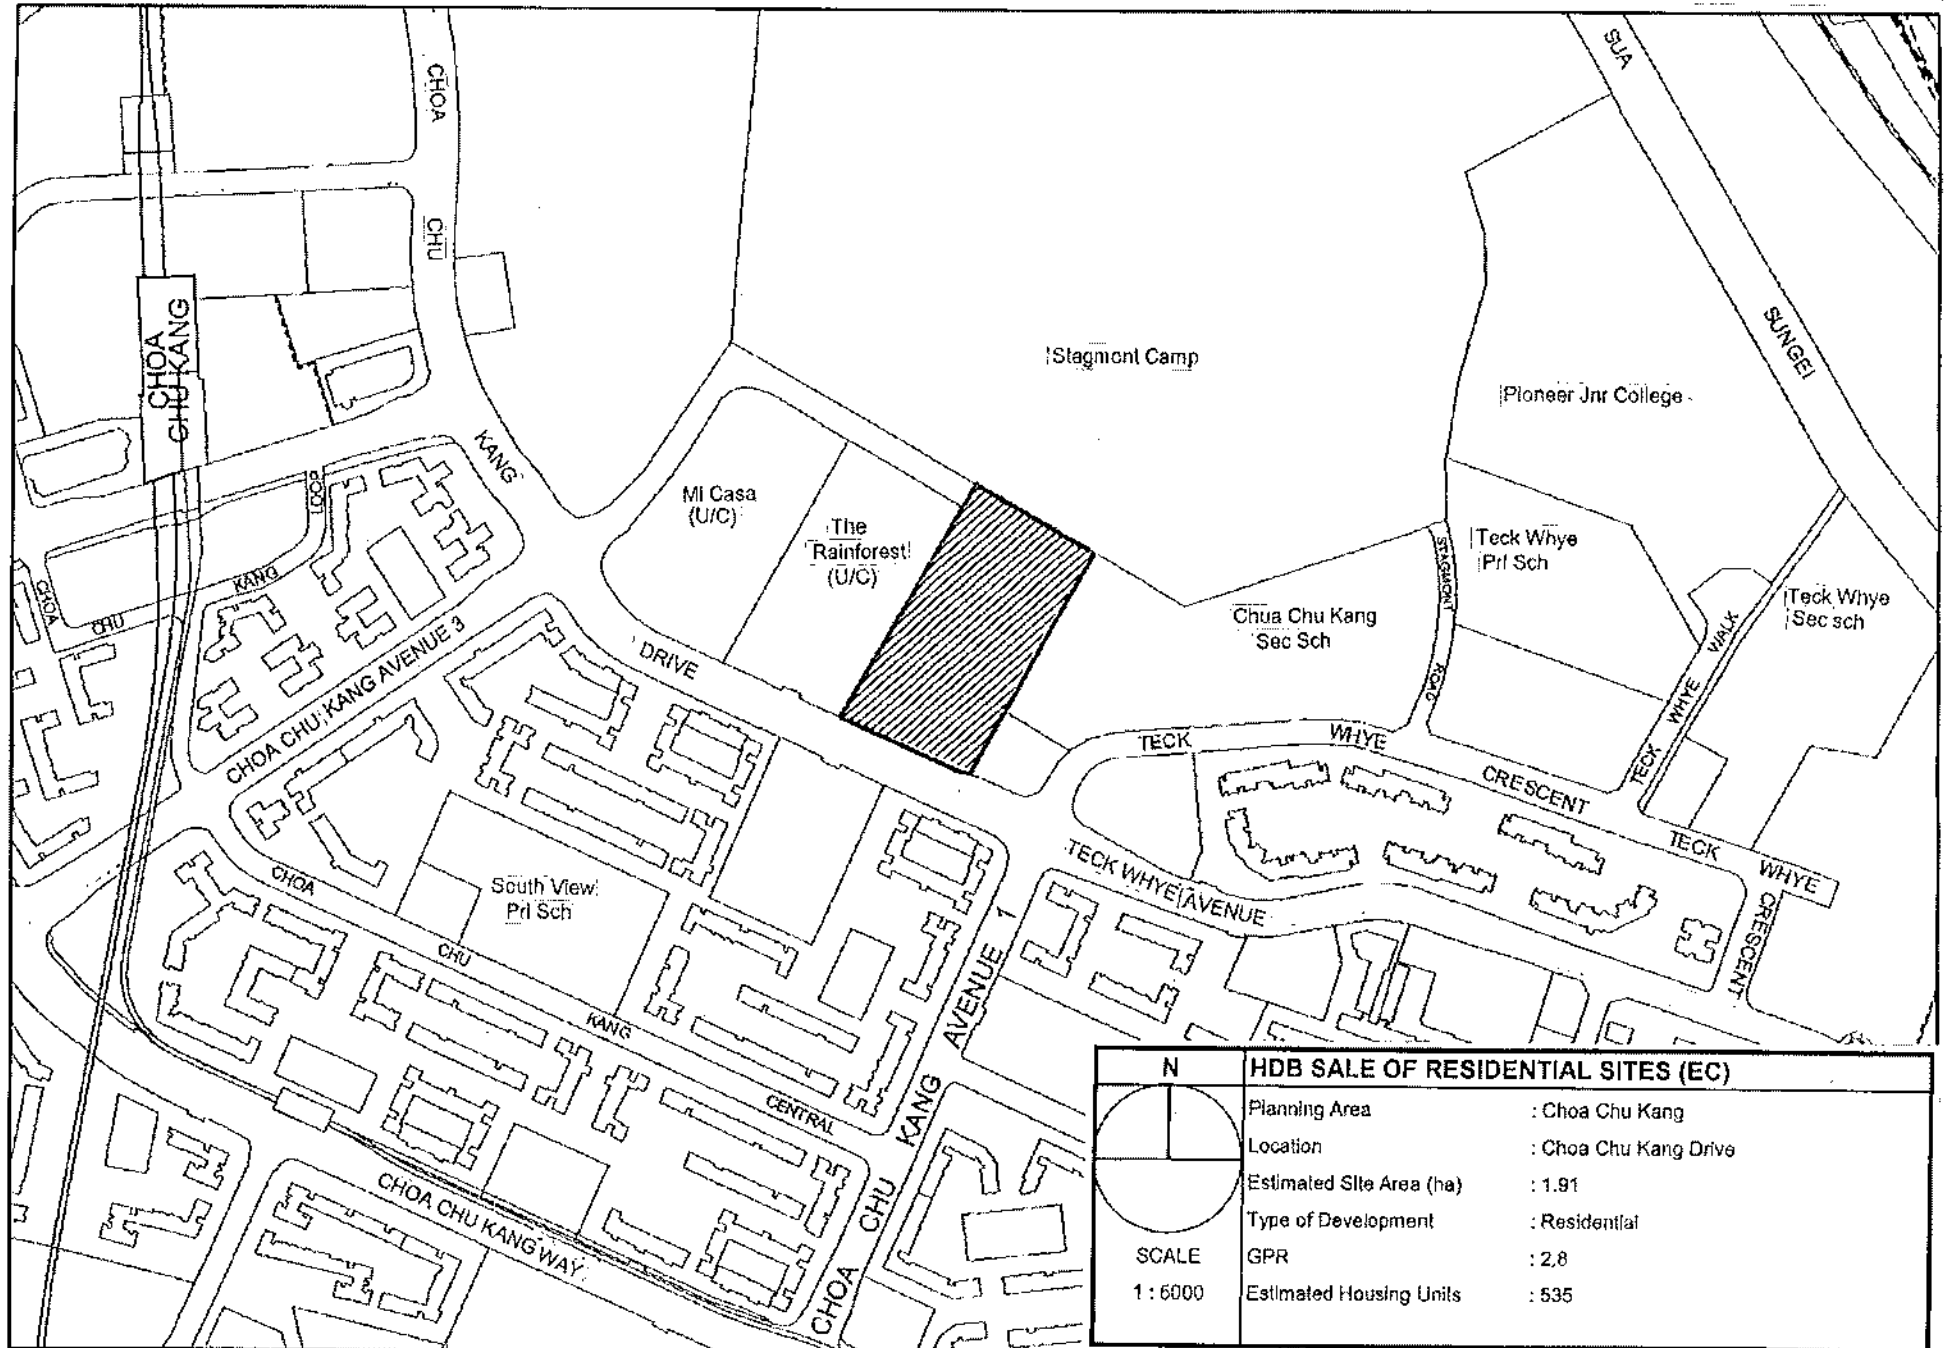 SUA
CHOA
CHU
KANG
SUNGEI
CHOA
CHU KANG
Stagmont Camp
Pioneer Jnr College
LOOP
KANG
CHU
CHOA
MI Casa
(U/C)
The
Rainforest
(U/C)
STAGMONT
ROAD
Teck Whye
Pri Sch
Teck Whye
Sec sch
Chua Chu Kang
Sec Sch
TECK WHYE WALK
DRIVE
CHOA CHU KANG AVENUE 3
TECK WHYE CRESCENT
TECK WHYE
CRESCENT
TECK WHYE AVENUE
South View
Pri Sch
CHOA CHU KANG CENTRAL
CHOA CHU KANG AVENUE 1
CHOA CHU KANG WAY
N
HDB SALE OF RESIDENTIAL SITES (EC)
Planning Area : Choa Chu Kang
Location : Choa Chu Kang Drive
Estimated Site Area (ha) : 1.91
Type of Development : Residential
SCALE
GPR : 2.8
1 : 5000
Estimated Housing Units : 535